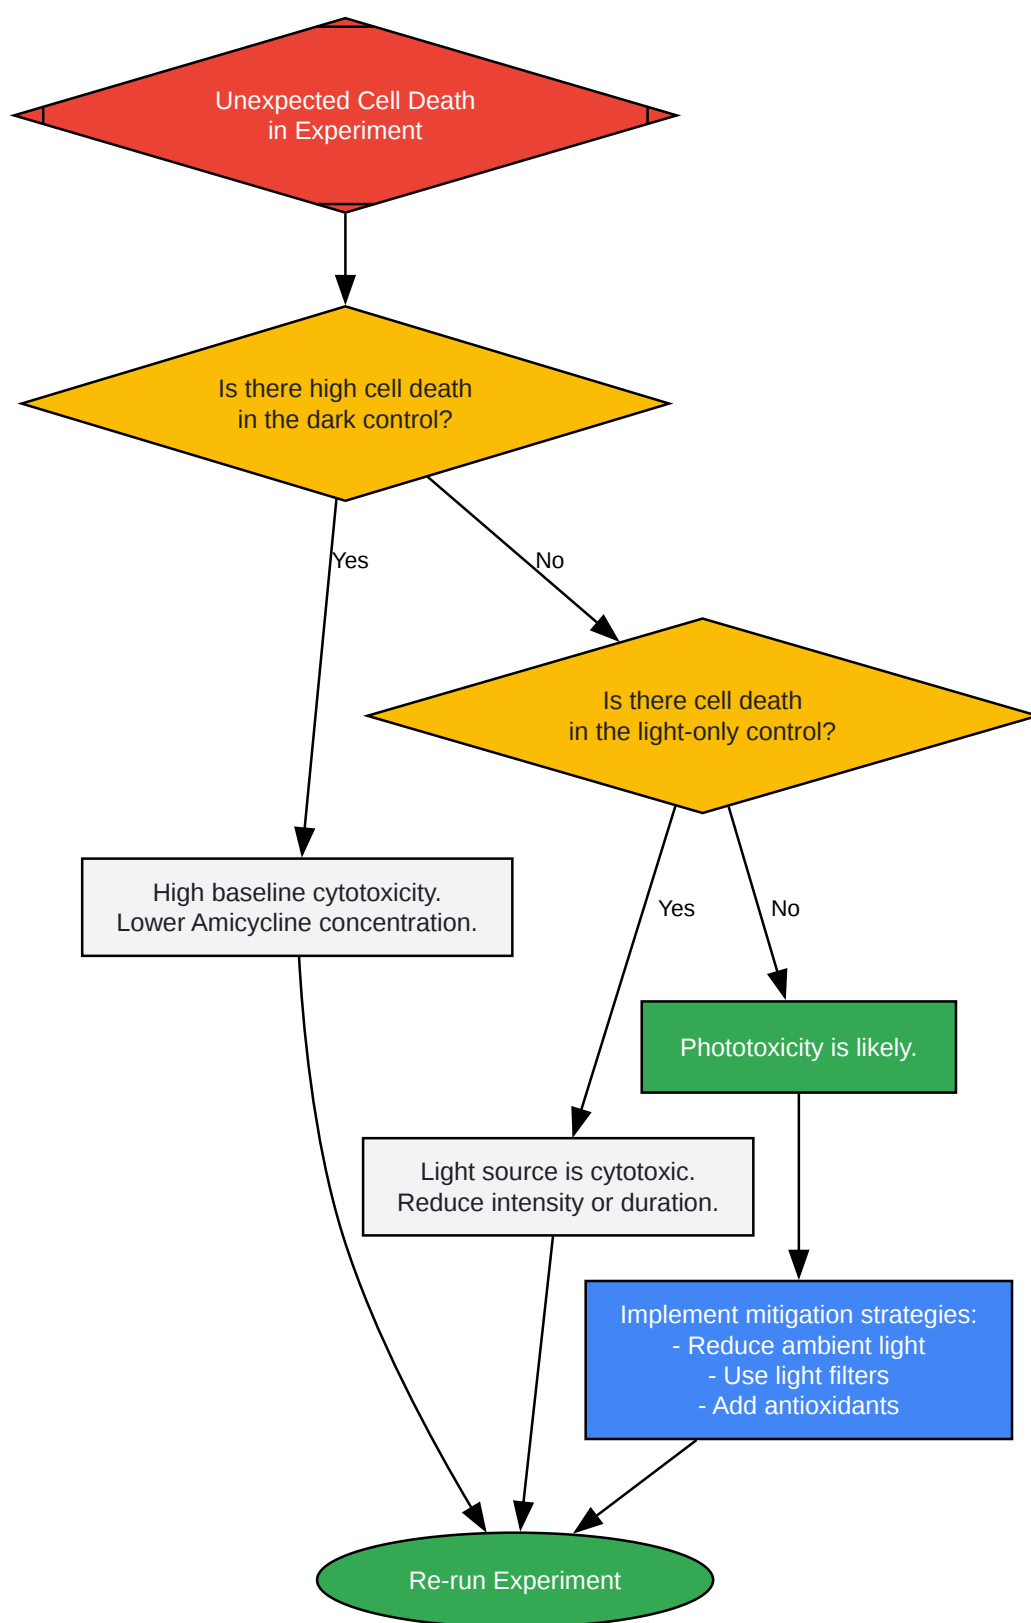 Unexpected Cell Death
in Experiment
Is there high cell death
in the dark control?
Yes
No
Is there cell death
in the light-only control?
High baseline cytotoxicity.
Lower Amicycline concentration.
Yes
No
Phototoxicity is likely.
Light source is cytotoxic.
Reduce intensity or duration.
Implement mitigation strategies:
- Reduce ambient light
- Use light filters
- Add antioxidants
Re-run Experiment